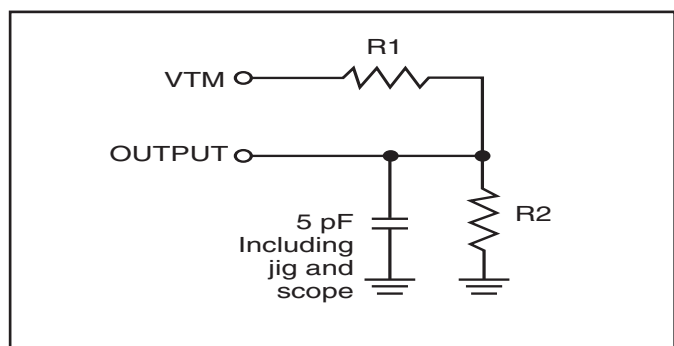 R1
VTM
OUTPUT
5 pF
Including
jig and
scope
R2